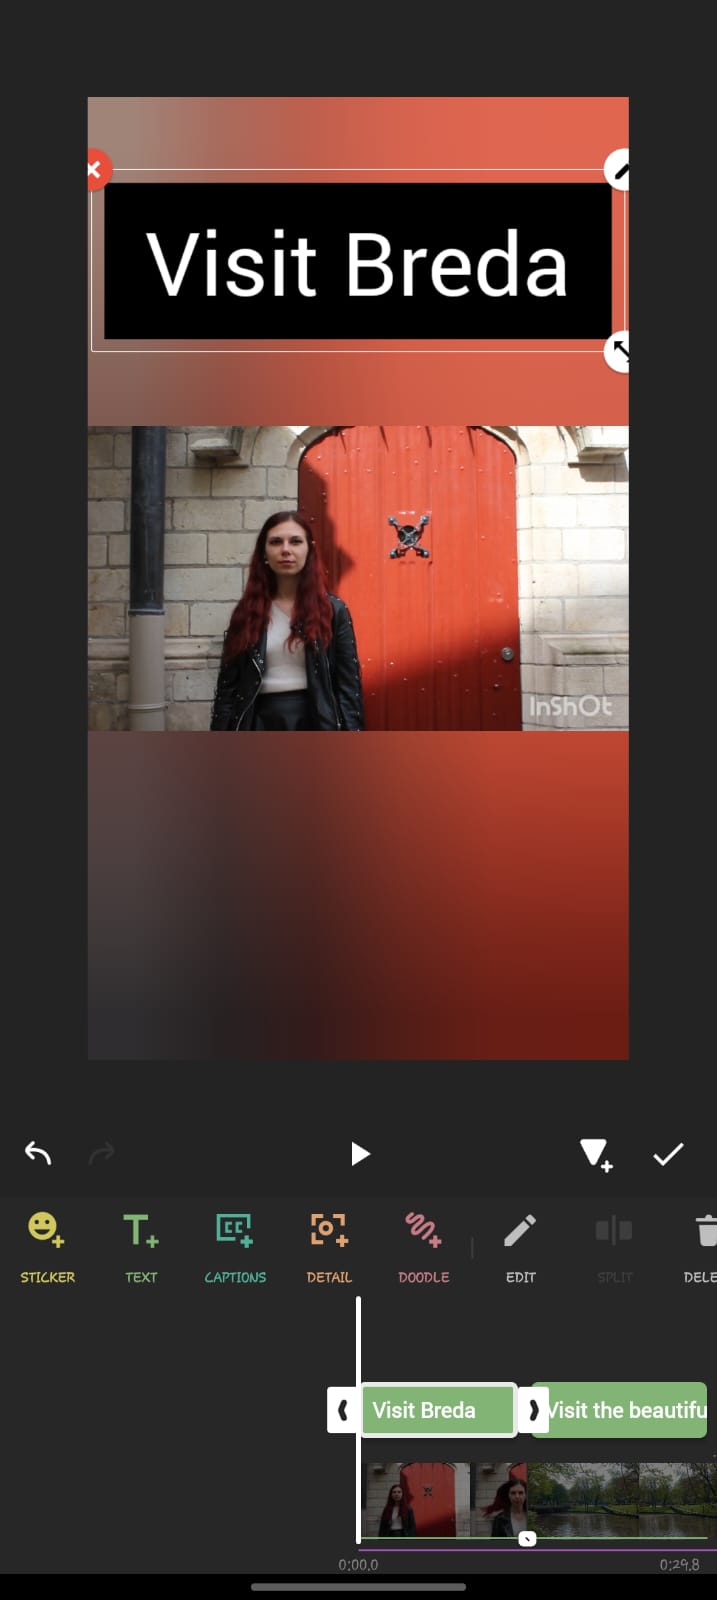 Visit Breda
InShOt
STICKER
TEXT
CAPTIONS
DETAIL
DOODLE
EDIT
SPLIT
DELE
Visit Breda
Visit the beautifu
0:00.0
0:29.8